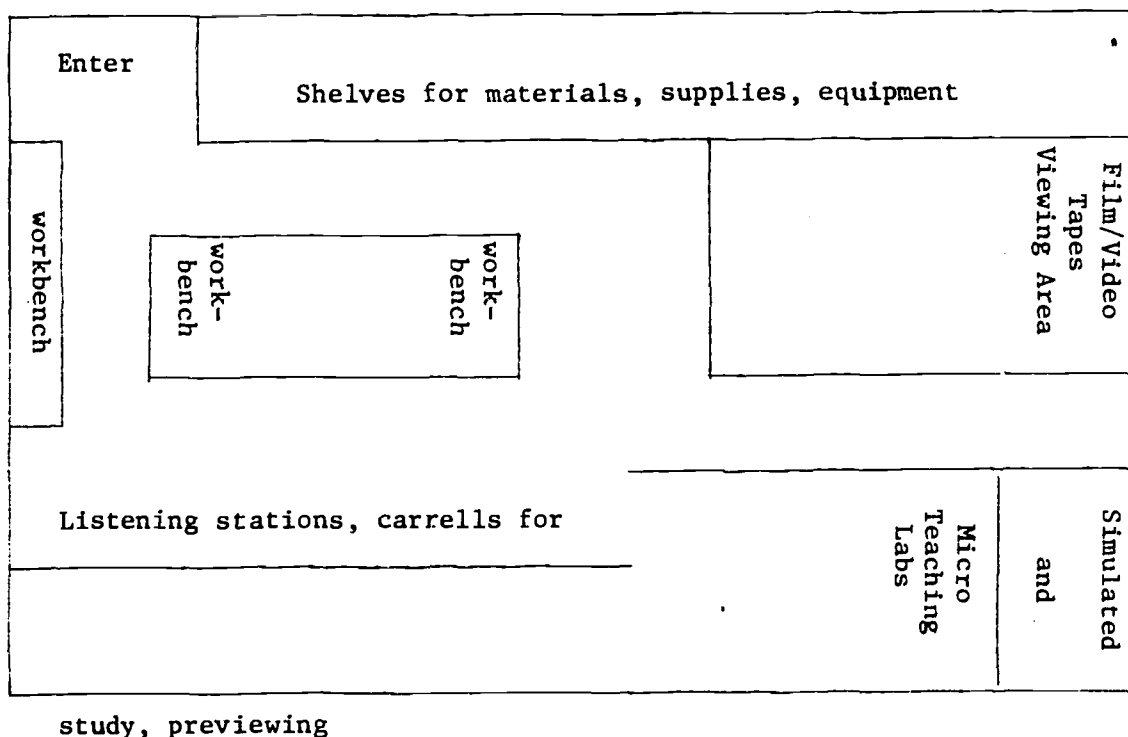 Enter
Shelves for materials, supplies, equipment
Film/Video
Tapes
Viewing Area
workbench
work-
bench
work-
bench
Listening stations, carrells for
Simulated
and
Micro
Teaching
Labs
study, previewing